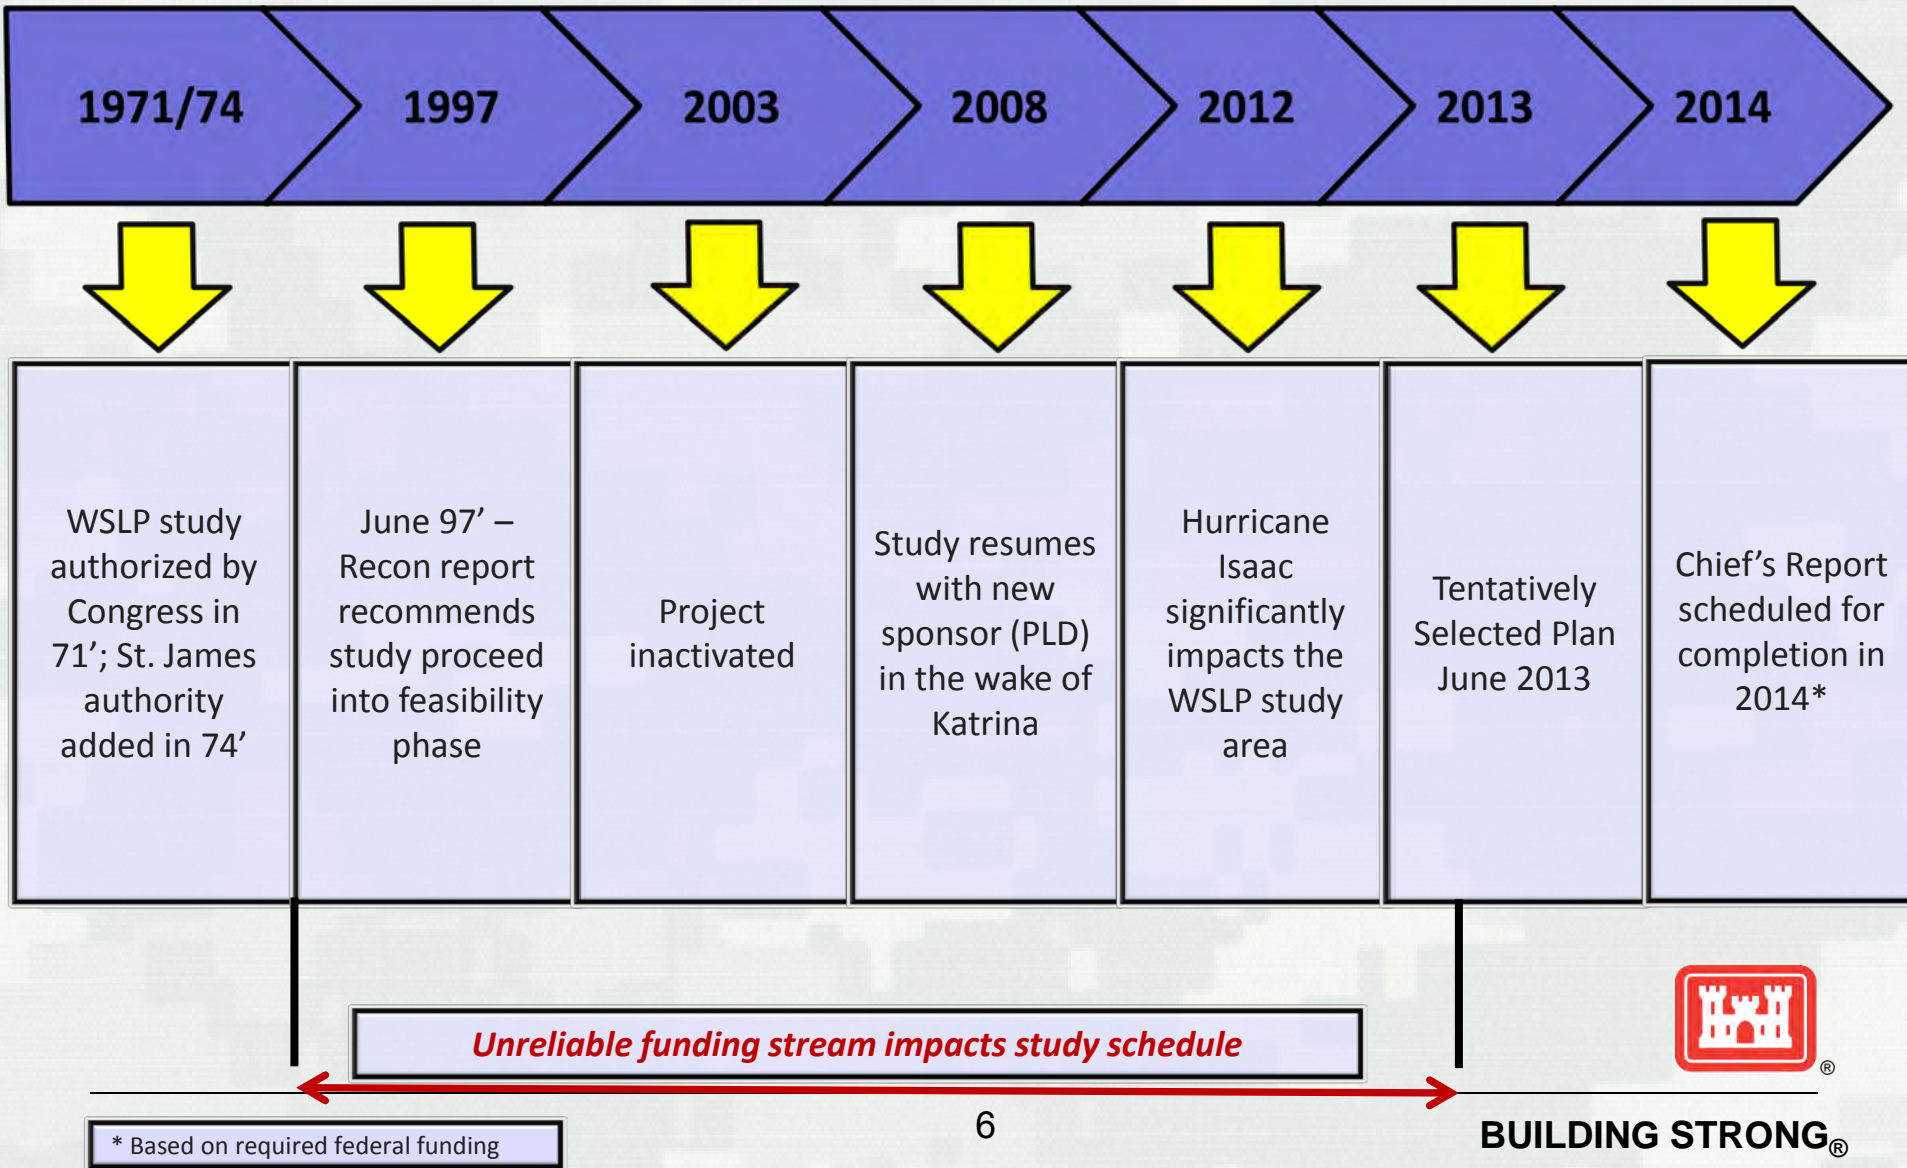 1971/74
1997
2003
2008
2012
2013
2014
WSLP study
authorized by
Congress in
71’; St. James
authority
added in 74’
June 97’ –
Recon report
recommends
study proceed
into feasibility
phase
Project
inactivated
Study resumes
with new
sponsor (PLD)
in the wake of
Katrina
Hurricane
Isaac
significantly
impacts the
WSLP study
area
Tentatively
Selected Plan
June 2013
Chief’s Report
scheduled for
completion in
2014*
Unreliable funding stream impacts study schedule
®
* Based on required federal funding
6
BUILDING STRONG®